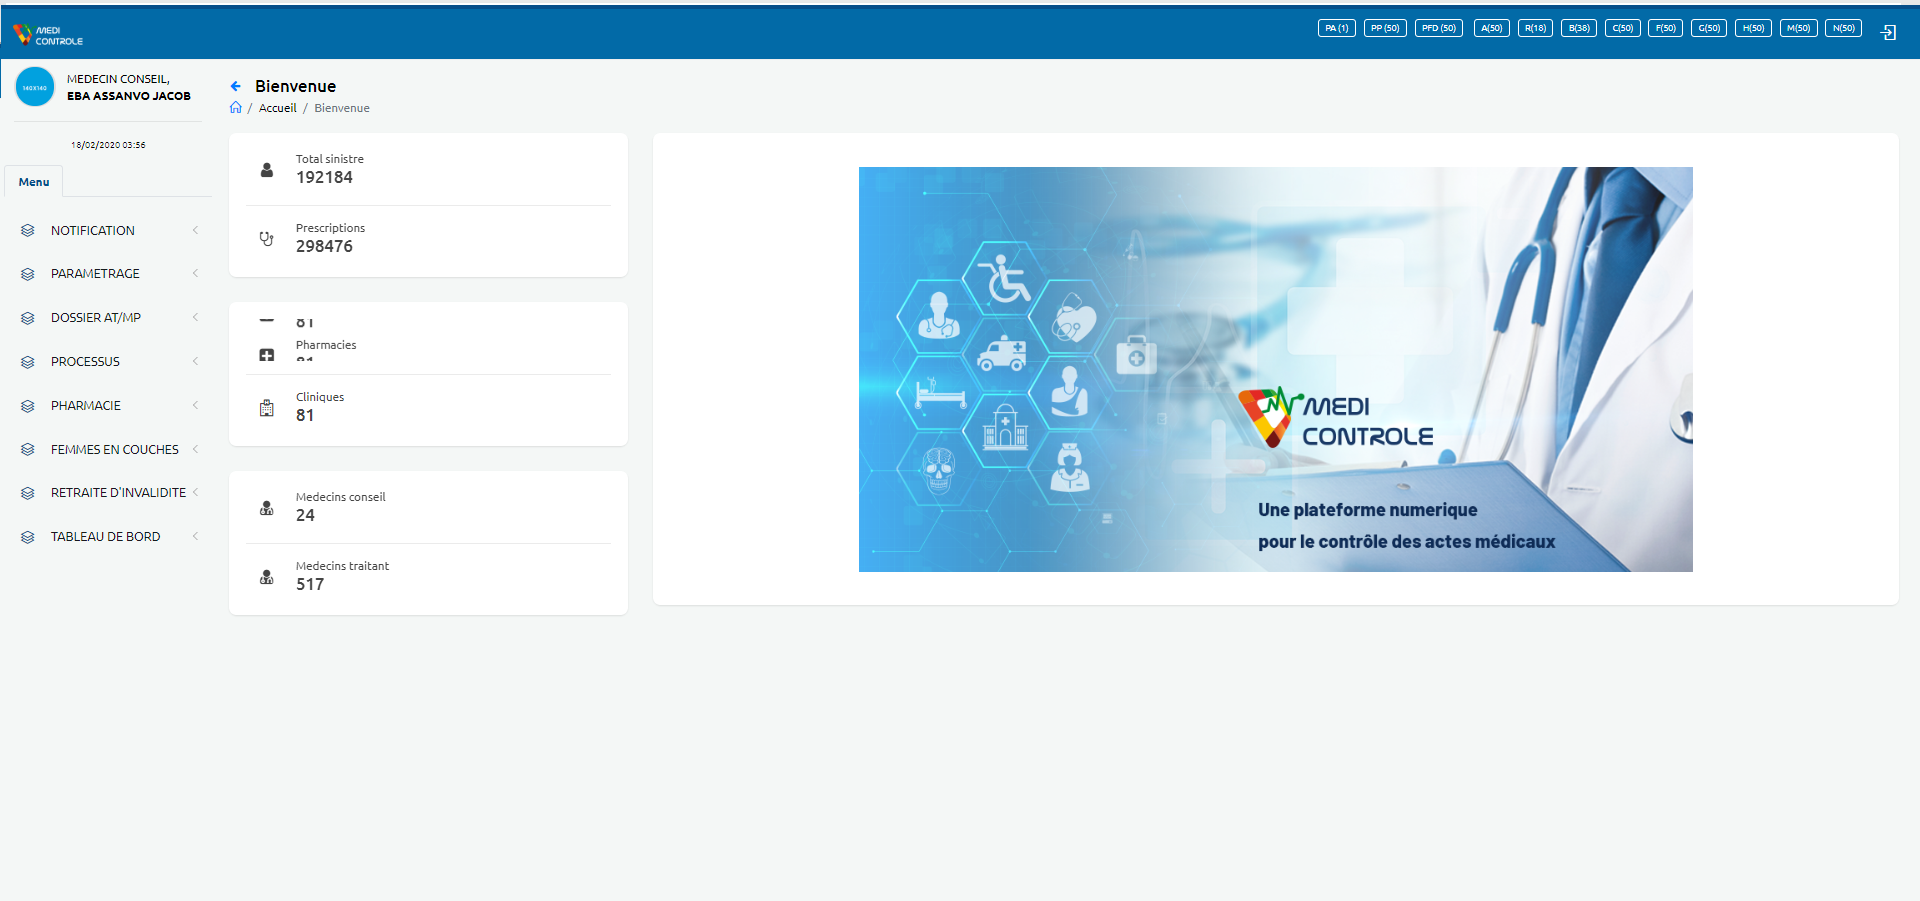 MEDI
CONTROLE
PA (1) PP (50) PFD (50) A(50) R(18) B(38) C(50) F(50) G(50) H(50) M(50) N(50)
140X140
MEDECIN CONSEIL,
EBA ASSANVO JACOB
18/02/2020 03:56
Menu
NOTIFICATION
PARAMETRAGE
DOSSIER AT/MP
PROCESSUS
PHARMACIE
FEMMES EN COUCHES
RETRAITE D'INVALIDITE
TABLEAU DE BORD
Bienvenue
/ Accueil / Bienvenue
Total sinistre
192184
Prescriptions
298476
81
Pharmacies
81
Cliniques
81
Medecins conseil
24
Medecins traitant
517
MEDI
CONTROLE
Une plateforme numerique
pour le contrôle des actes médicaux